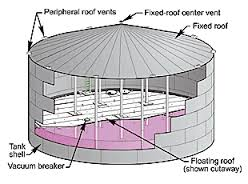 Peripheral roof vents
Fixed-roof center vent
Fixed roof
Tank
shell
Vacuum breaker
Floating roof
(shown cutaway)